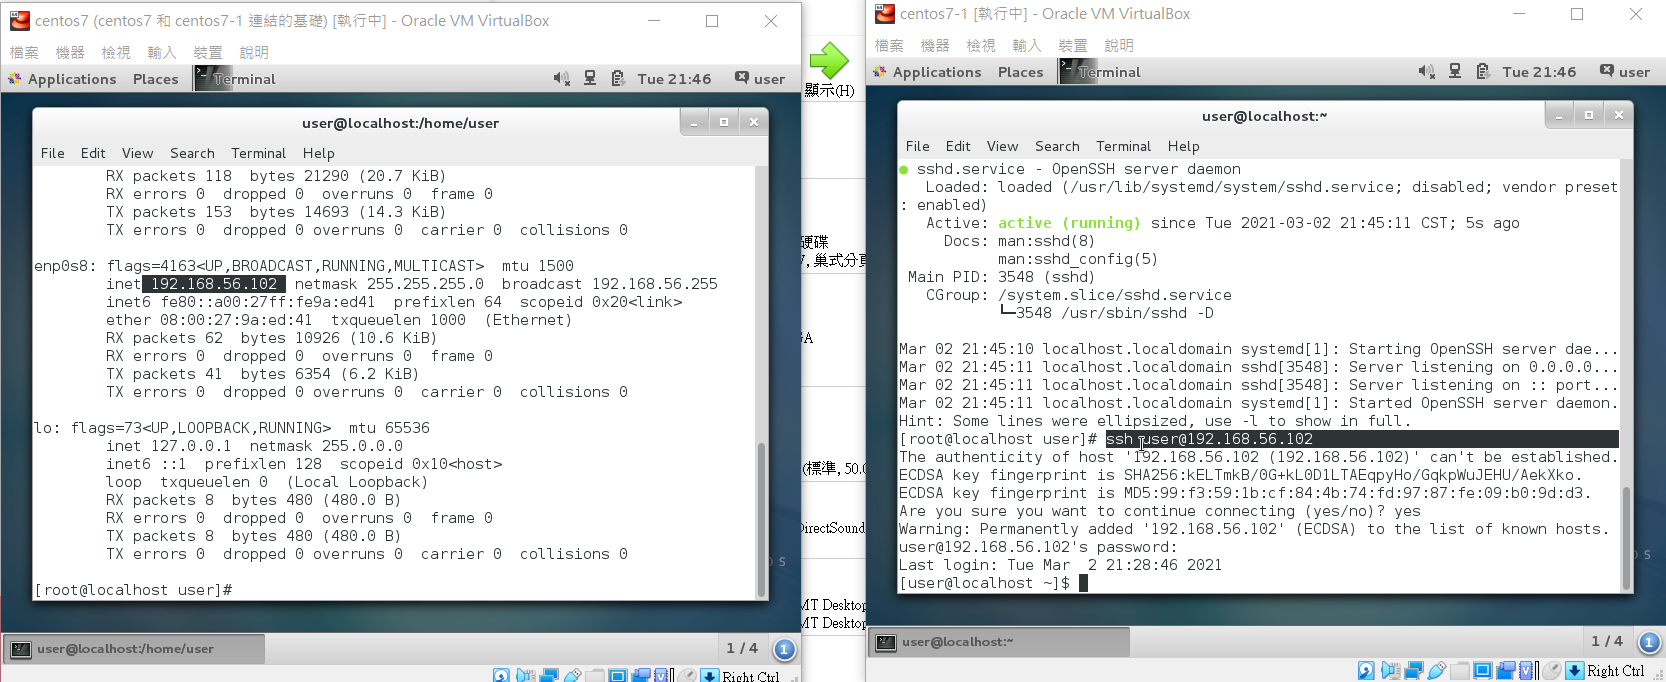 centos7 (centos7 和 centos7-1 連結的基礎) [執行中] - Oracle VM VirtualBox
檔案 機器 檢視 輸入 裝置 說明
Applications Places Terminal Tue 21:46 user
user@localhost:/home/user
File Edit View Search Terminal Help
RX packets 118  bytes 21290 (20.7 KiB)
RX errors 0  dropped 0  overruns 0  frame 0
TX packets 153  bytes 14693 (14.3 KiB)
TX errors 0  dropped 0 overruns 0  carrier 0  collisions 0
enp0s8: flags=4163<UP,BROADCAST,RUNNING,MULTICAST>  mtu 1500
inet 192.168.56.102  netmask 255.255.255.0  broadcast 192.168.56.255
inet6 fe80::a00:27ff:fe9a:ed41  prefixlen 64  scopeid 0x20<link>
ether 08:00:27:9a:ed:41  txqueuelen 1000  (Ethernet)
RX packets 62  bytes 10926 (10.6 KiB)
RX errors 0  dropped 0  overruns 0  frame 0
TX packets 41  bytes 6354 (6.2 KiB)
TX errors 0  dropped 0 overruns 0  carrier 0  collisions 0
lo: flags=73<UP,LOOPBACK,RUNNING>  mtu 65536
inet 127.0.0.1  netmask 255.0.0.0
inet6 ::1  prefixlen 128  scopeid 0x10<host>
loop  txqueuelen 0  (Local Loopback)
RX packets 8  bytes 480 (480.0 B)
RX errors 0  dropped 0  overruns 0  frame 0
TX packets 8  bytes 480 (480.0 B)
TX errors 0  dropped 0 overruns 0  carrier 0  collisions 0
[root@localhost user]#
O S
user@localhost:/home/user 1 / 4 1
Right Ctrl
顯示(H)
硬碟
(標準, 50.0
DirectSound
MT Desktop
MT Desktop
centos7-1 [執行中] - Oracle VM VirtualBox
檔案 機器 檢視 輸入 裝置 說明
Applications Places Terminal Tue 21:46 user
user@localhost:~
File Edit View Search Terminal Help
● sshd.service - OpenSSH server daemon
Loaded: loaded (/usr/lib/systemd/system/sshd.service; disabled; vendor preset
: enabled)
Active: active (running) since Tue 2021-03-02 21:45:11 CST; 5s ago
Docs: man:sshd(8)
man:sshd_config(5)
Main PID: 3548 (sshd)
CGroup: /system.slice/sshd.service
└─3548 /usr/sbin/sshd -D
Mar 02 21:45:10 localhost.localdomain systemd[1]: Starting OpenSSH server dae...
Mar 02 21:45:11 localhost.localdomain sshd[3548]: Server listening on 0.0.0.0...
Mar 02 21:45:11 localhost.localdomain sshd[3548]: Server listening on :: port...
Mar 02 21:45:11 localhost.localdomain systemd[1]: Started OpenSSH server daemon.
Hint: Some lines were ellipsized, use -l to show in full.
[root@localhost user]# ssh user@192.168.56.102
The authenticity of host '192.168.56.102 (192.168.56.102)' can't be established.
ECDSA key fingerprint is SHA256:kELTmkB/0G+kL0D1LTAEqpyHo/GqkpWuJEHU/AekXko.
ECDSA key fingerprint is MD5:99:f3:59:1b:cf:84:4b:74:fd:97:87:fe:09:b0:9d:d3.
Are you sure you want to continue connecting (yes/no)? yes
Warning: Permanently added '192.168.56.102' (ECDSA) to the list of known hosts.
user@192.168.56.102's password:
Last login: Tue Mar  2 21:28:46 2021
[user@localhost ~]$
O S
user@localhost:~ 1 / 4 1
Right Ctrl